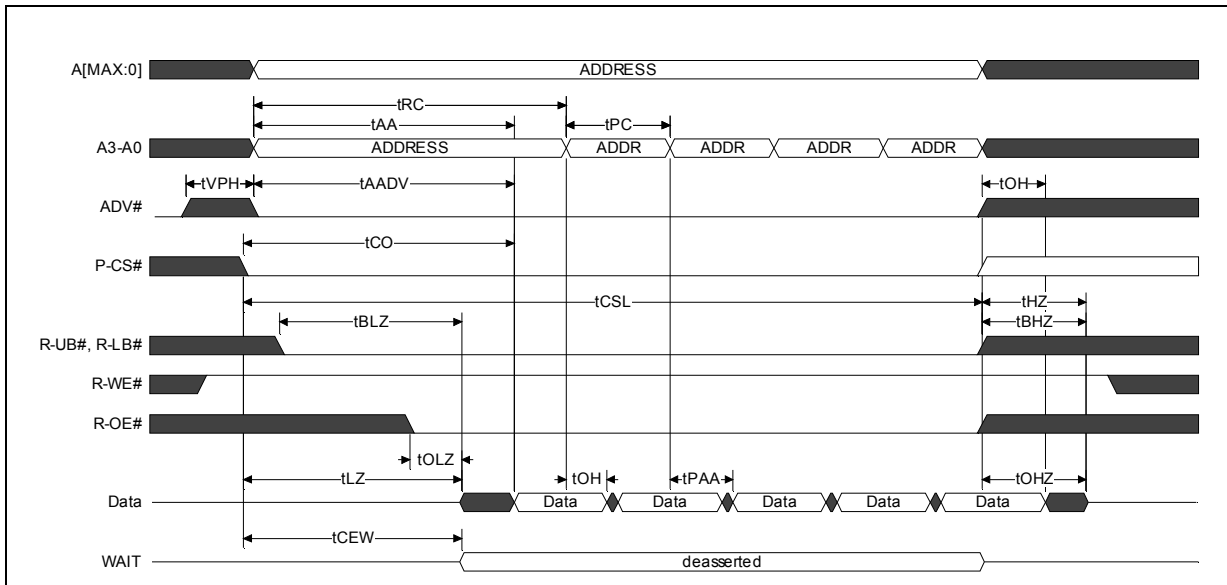 A[MAX:0] ADDRESS
tRC
tAA tPC
A3-A0 ADDRESS ADDR ADDR ADDR ADDR
tVPH tAADV tOH
ADV#
tCO
P-CS#
tCSL tHZ
tBLZ tBHZ
R-UB#, R-LB#
R-WE#
R-OE#
tOLZ
tLZ tOH tPAA tOHZ
Data Data Data Data Data Data
tCEW
WAIT deasserted